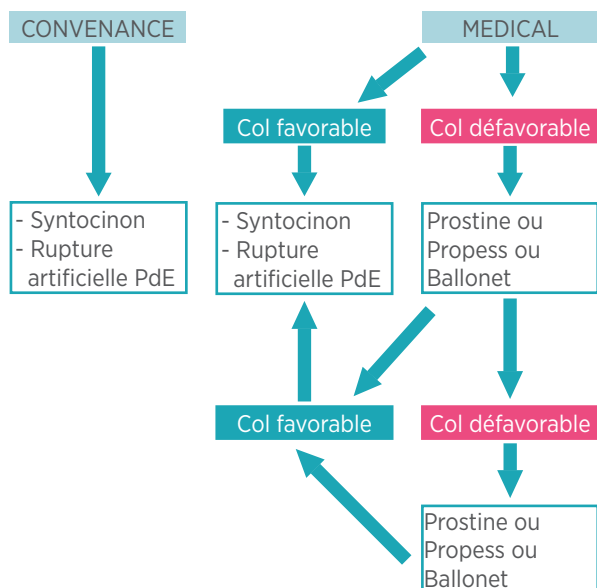 CONVENANCE
MEDICAL
Col favorable
Col défavorable
- Syntocinon
- Rupture
artificielle PdE
- Syntocinon
- Rupture
artificielle PdE
Prostine ou
Propess ou
Ballonet
Col favorable
Col défavorable
Prostine ou
Propess ou
Ballonet